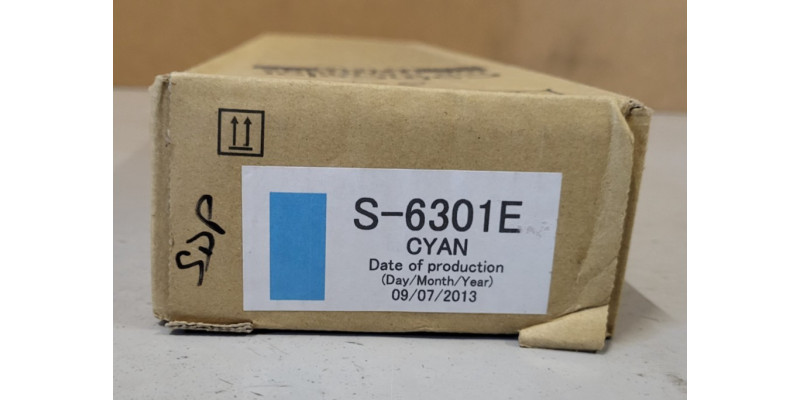 S-6301E
CYAN
Date of production
(Day/Month/Year)
09/07/2013